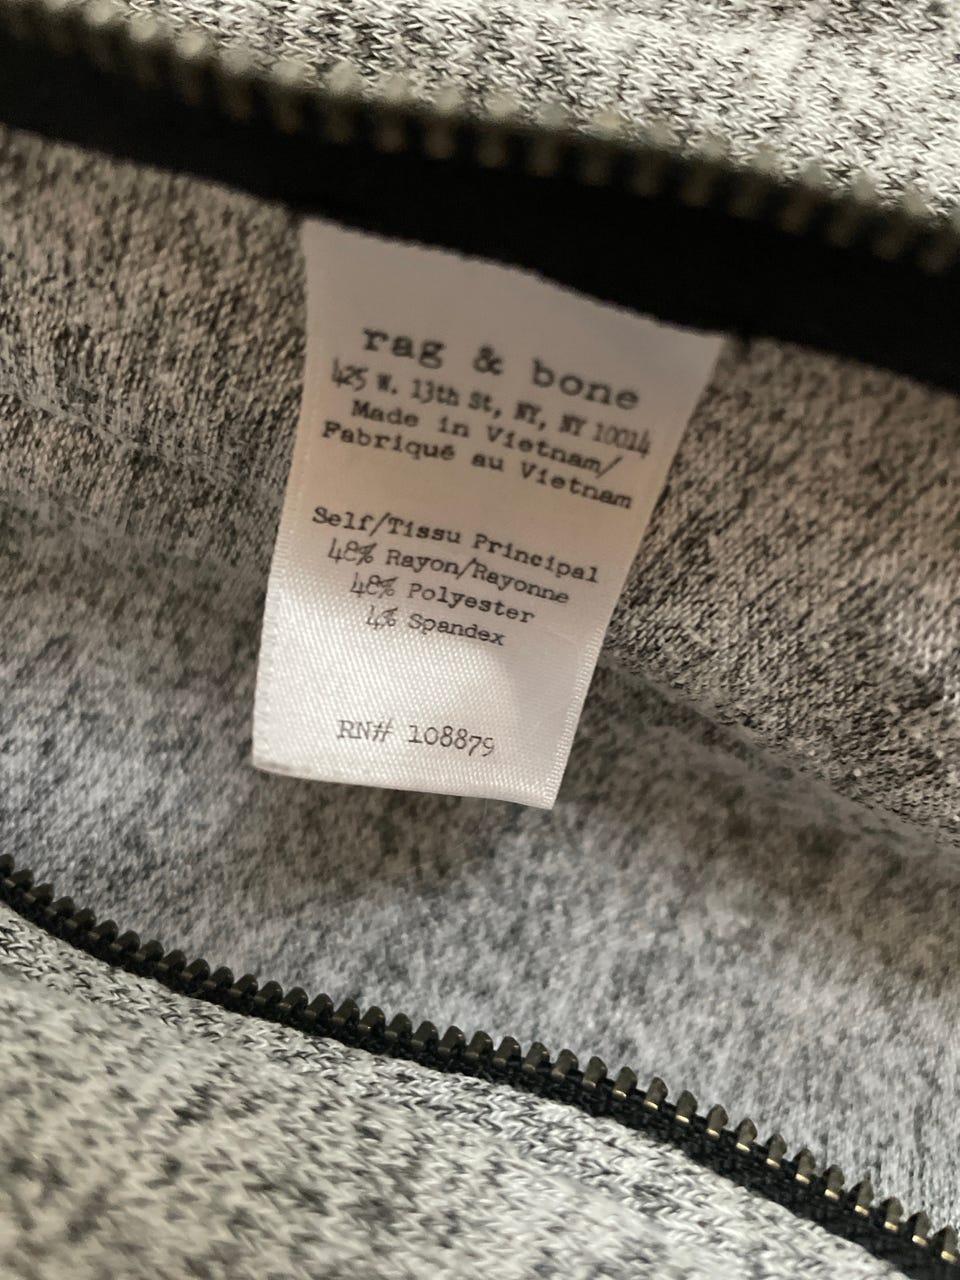 rag & bone
425 W. 13th St, NY, NY 10014
Made in Vietnam/
Fabriqué au Vietnam
Self/Tissu Principal
48% Rayon/Rayonne
48% Polyester
4% Spandex
RN# 108879